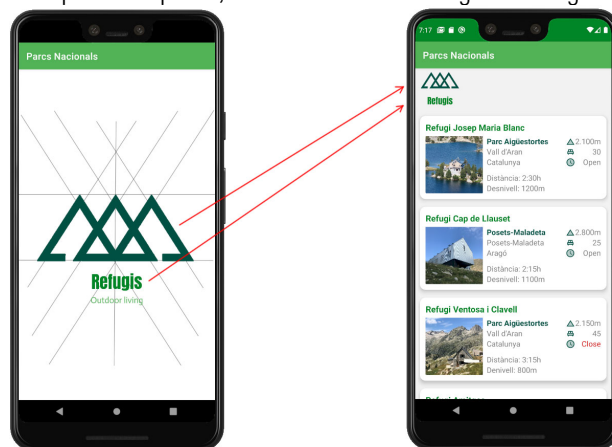 Parcs Nacionals
Refugis
Outdoor living
7:17
Parcs Nacionals
Refugis
Refugi Josep Maria Blanc
Parc Aigüestortes 2.100m
Vall d'Aran 30
Catalunya Open
Distància: 2:30h
Desnivell: 1200m
Refugi Cap de Llauset
Posets-Maladeta 2.800m
Posets-Maladeta 25
Aragó Open
Distància: 2:15h
Desnivell: 1100m
Refugi Ventosa i Clavell
Parc Aigüestortes 2.150m
Vall d'Aran 45
Catalunya Close
Distància: 3:15h
Denivell: 800m